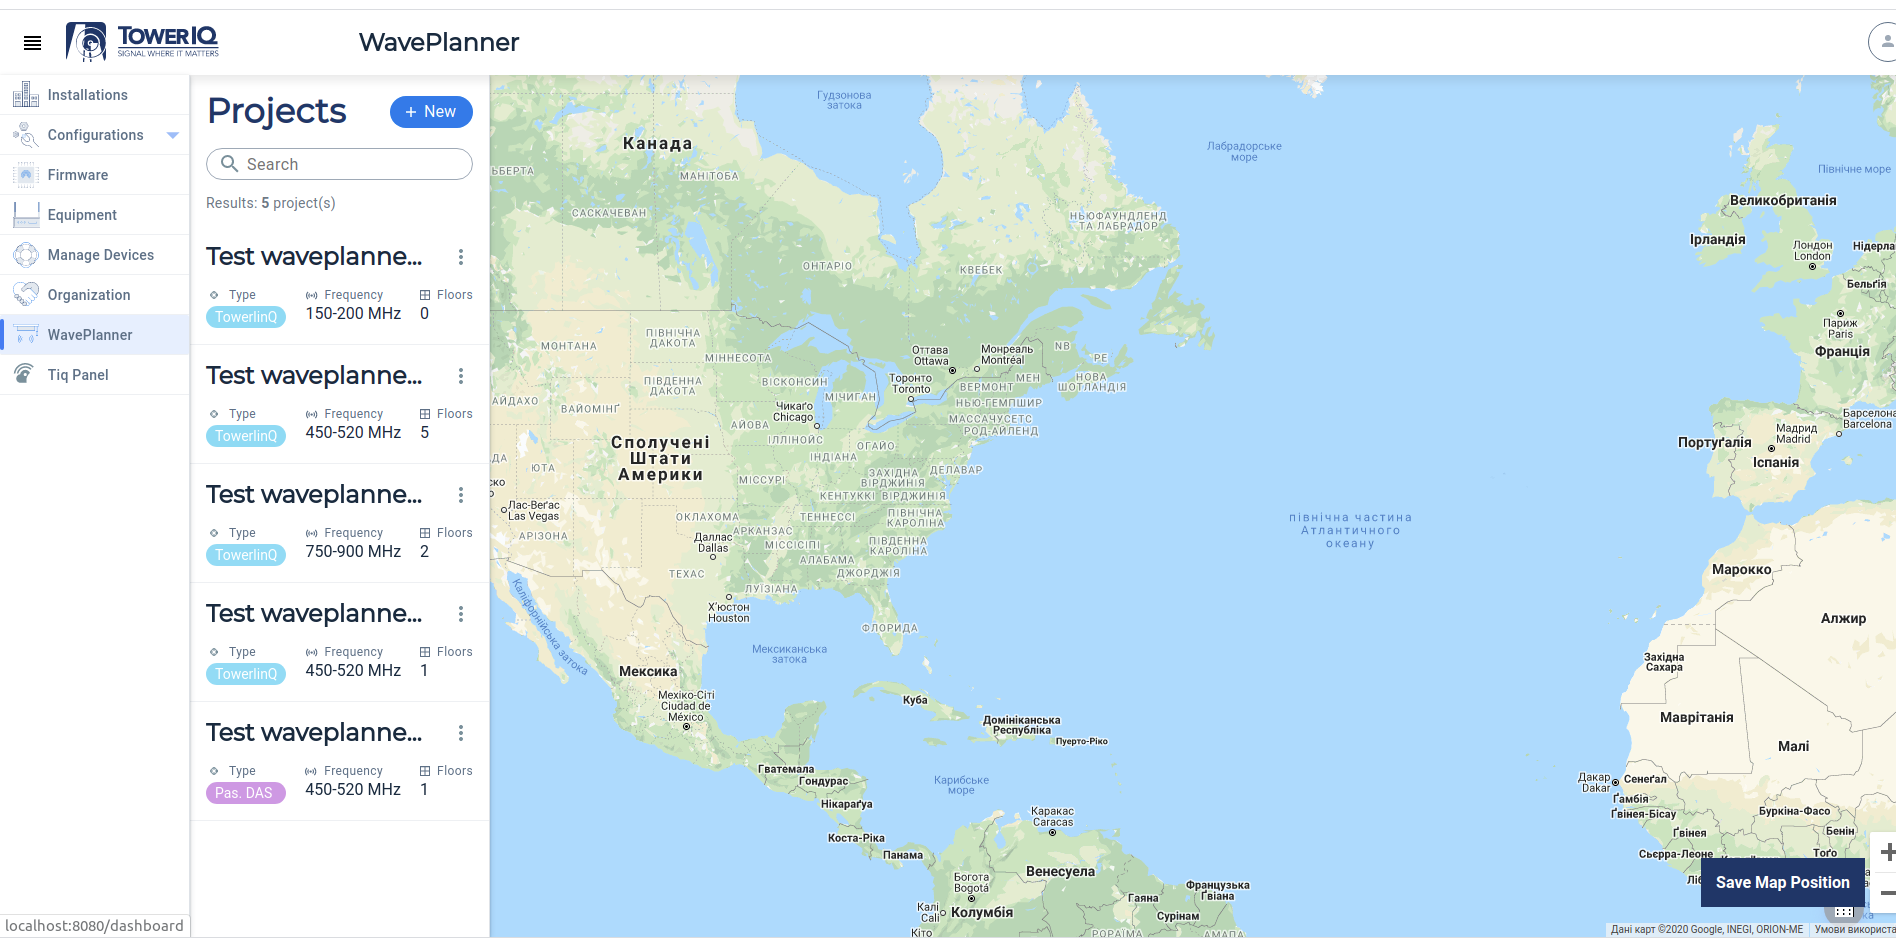 TOWERIQ
SIGNAL WHERE IT MATTERS
WavePlanner
Installations
Configurations
Firmware
Equipment
Manage Devices
Organization
WavePlanner
Tiq Panel
localhost:8080/dashboard
Projects
+ New
Search
Results: 5 project(s)
Test waveplanne...
Type Frequency Floors
TowerlinQ 150-200 MHz 0
Test waveplanne...
Type Frequency Floors
TowerlinQ 450-520 MHz 5
Test waveplanne...
Type Frequency Floors
TowerlinQ 750-900 MHz 2
Test waveplanne...
Type Frequency Floors
TowerlinQ 450-520 MHz 1
Test waveplanne...
Type Frequency Floors
Pas. DAS 450-520 MHz 1
Гудзонова
затока
Канада
ЬБЕРТА
МАНІТОБА
САСКАЧЕВАН
ОНТАРІО
КВЕБЕК
НЬЮФАУНДЛЕНД
ТА ЛАБРАДОР
Лабрадорське
море
Північне море
Великобританія
Ірландія
Лондон
London
Нідерла
Бельгія
Париж
Paris
Франція
Барселона
Barcelona
Мадрид
Madrid
Португалія
Іспанія
МОНТАНА
ПІВНІЧНА
ДАКОТА
МІННЕСОТА
ПІВДЕННА
ДАКОТА
ВІСКОНСИН
МІЧИГАН
АЙДАХО
ВАЙОМІНГ
Оттава
Ottawa
Монреаль
Montréal
NB
PE
Торонто
Toronto
ВЕРМОНТ
МЕН
НОВА
ШОТЛАНДІЯ
НЬЮ-ГЕМПШИР
МАССАЧУСЕТС
РОД-АЙЛЕНД
Чикаго
Chicago
АЙОВА
ІЛЛІНОЙС
ОГАЙО
ІНДІАНА
Сполучені
Штати
Америки
ДА
ЮТА
ско
МІССУРІ
ЗАХІДНА
ВІРДЖИНІЯ
ДЕЛАВАР
КЕНТУККІ
ВІРДЖИНІЯ
Лас-Вегас
Las Vegas
АРІЗОНА
ОКЛАХОМА
АРКАНЗАС
ТЕННЕССІ
ПІВНІЧНА
КАРОЛІНА
Даллас
Dallas
МІССІСІПІ
ПІВДЕННА
КАРОЛІНА
АЛАБАМА
ТЕХАС
ДЖОРДЖІЯ
ЛУЇЗІАНА
Х'юстон
Houston
ФЛОРИДА
Каліфорнійська затока
Мексиканська
затока
північна частина
Атлантичного
океану
Мексика
Мехіко-Сіті
Ciudad de
México
Куба
Домініканська
Республіка
Пуерто-Ріко
Гватемала
Гондурас
Нікарагуа
Карибське
море
Каракас
Caracas
Коста-Ріка
Панама
Венесуела
Богота
Bogotá
Калі
Cali
Колумбія
Кіто
Французька
Гвіана
Гаяна
Сурінам
РОРАЇМА
АМАПА
Марокко
Алжир
Західна
Сахара
Маврітанія
Малі
Дакар
Dakar
Сенегал
Гамбія
Гвінея-Бісау
Буркіна-Фасо
Гвінея
Бенін
Сьєрра-Леоне
Того
Ліб
Save Map Position
Дані карт ©2020 Google, INEGI, ORION-ME
Умови використа